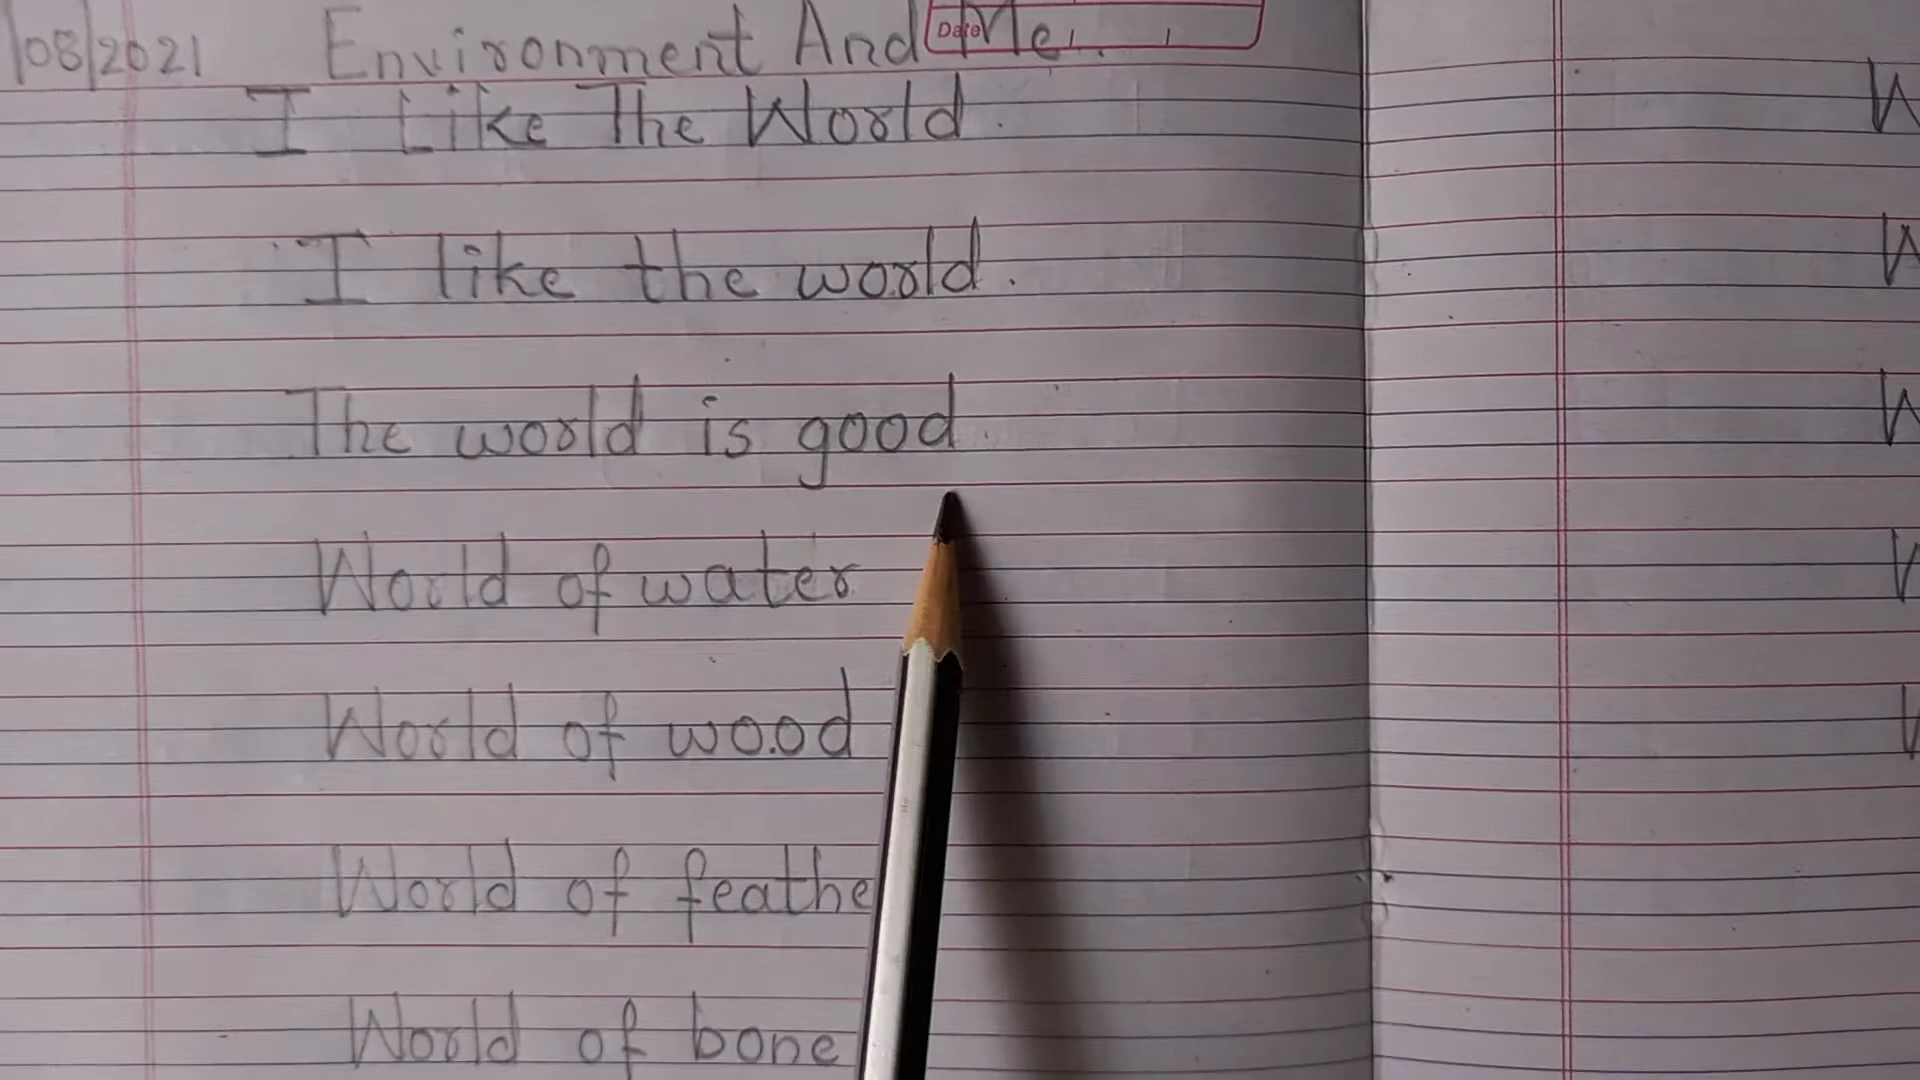 /08/2021 Environment And Me.
Date
I Like The World.
I like the world.
The world is good.
World of water
World of wood
World of feathe
World of bone